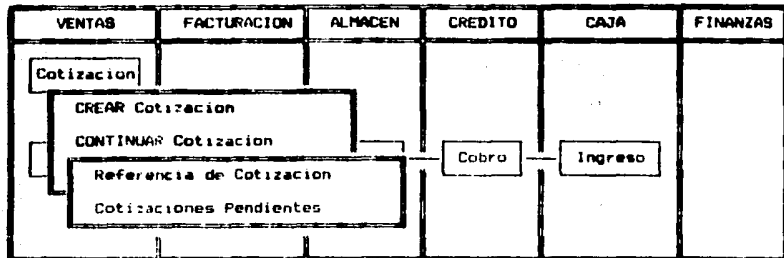 VENTAS FACTURACION ALMACEN CREDITO CAJA FINANZAS
Cotizacion
CREAR Cotizacion
CONTINUAR Cotizacion
Cobro Ingreso
Referencia de Cotizacion
Cotizaciones Pendientes